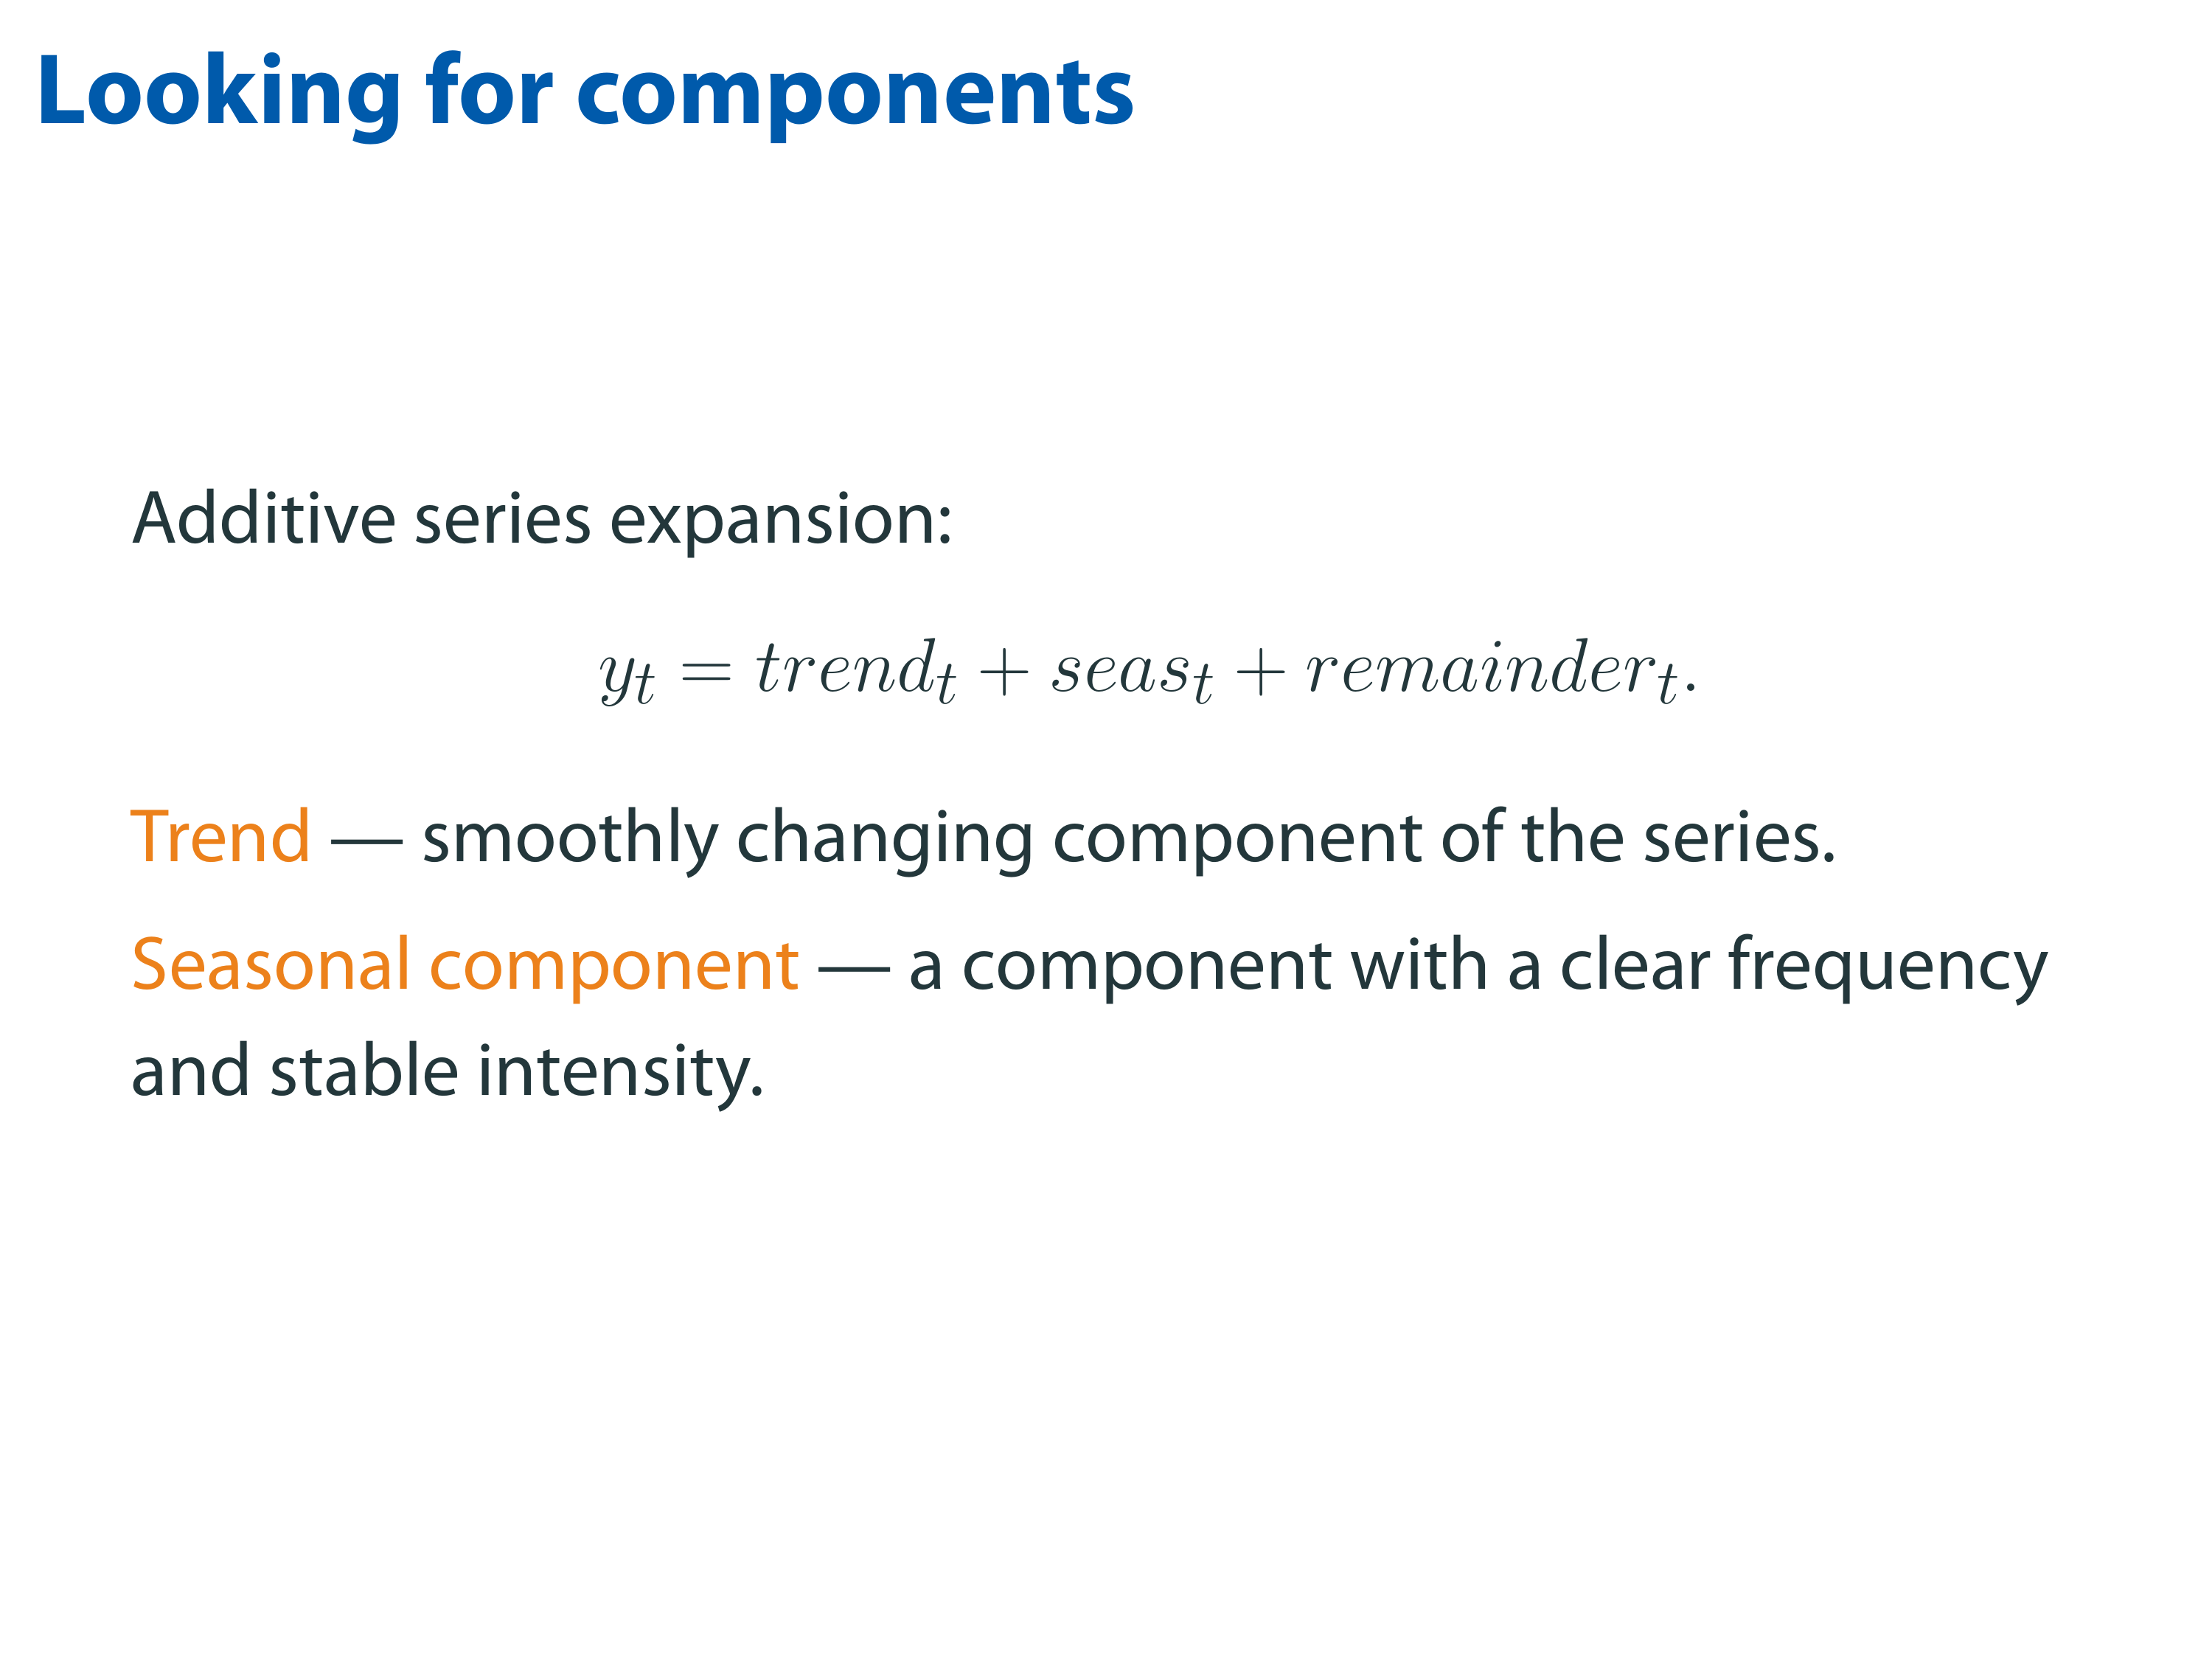 Looking for components
Additive series expansion:
$y_t = trend_t + seas_t + remainder_t.$
Trend — smoothly changing component of the series.
Seasonal component — a component with a clear frequency
and stable intensity.